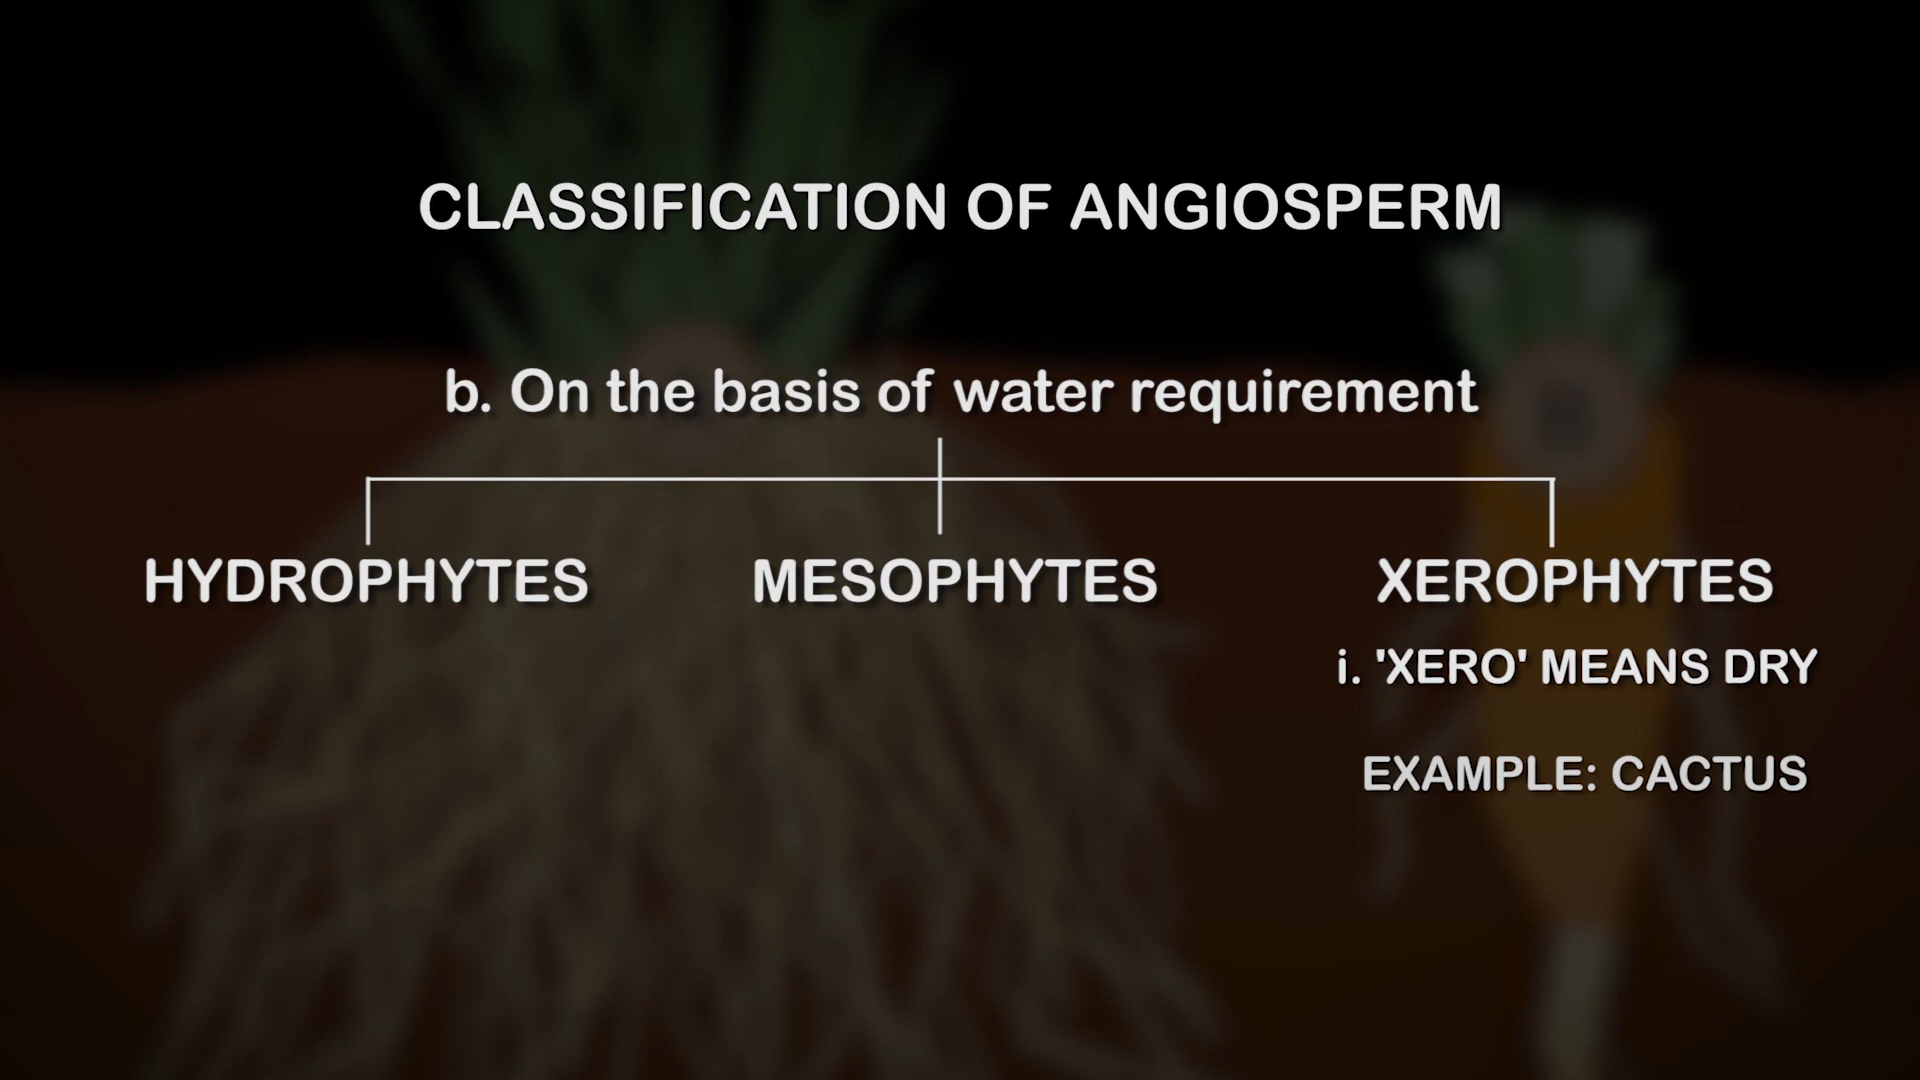 CLASSIFICATION OF ANGIOSPERM
b. On the basis of water requirement
HYDROPHYTES MESOPHYTES XEROPHYTES
i. 'XERO' MEANS DRY
EXAMPLE: CACTUS